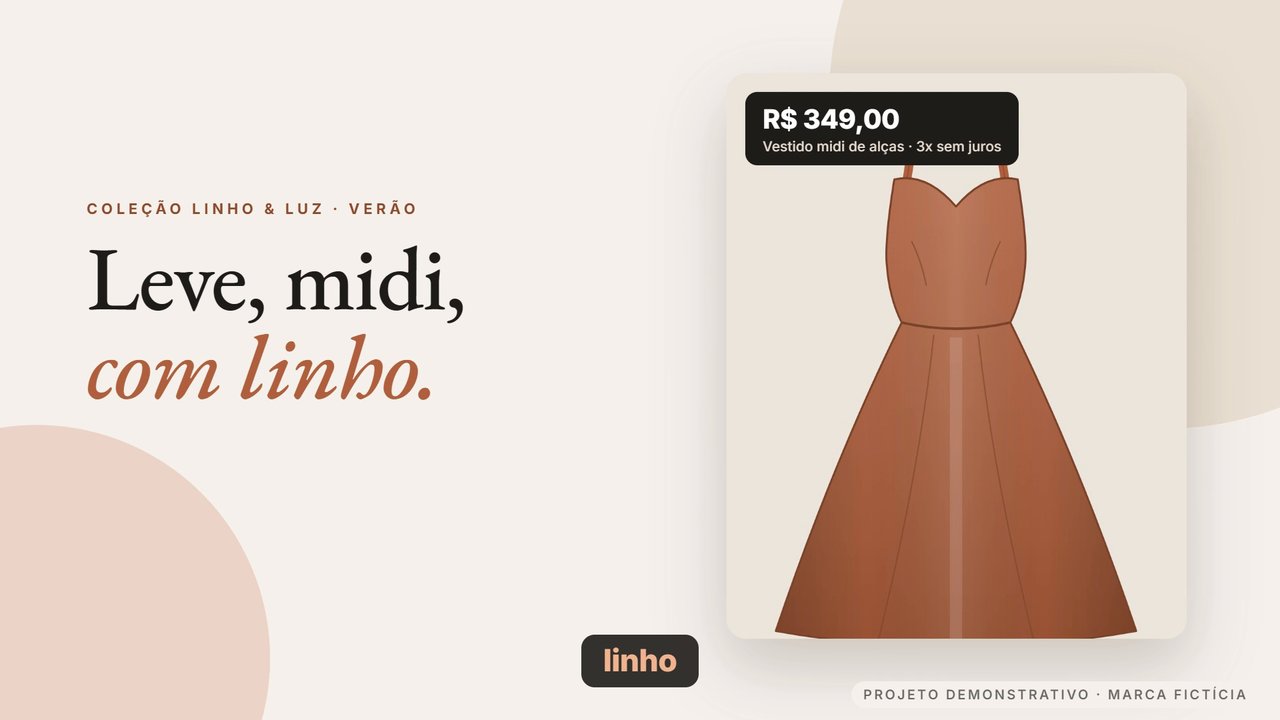 COLEÇÃO LINHO & LUZ · VERÃO
Leve, midi,
com linho.
R$ 349,00
Vestido midi de alças · 3x sem juros
linho
PROJETO DEMONSTRATIVO · MARCA FICTÍCIA